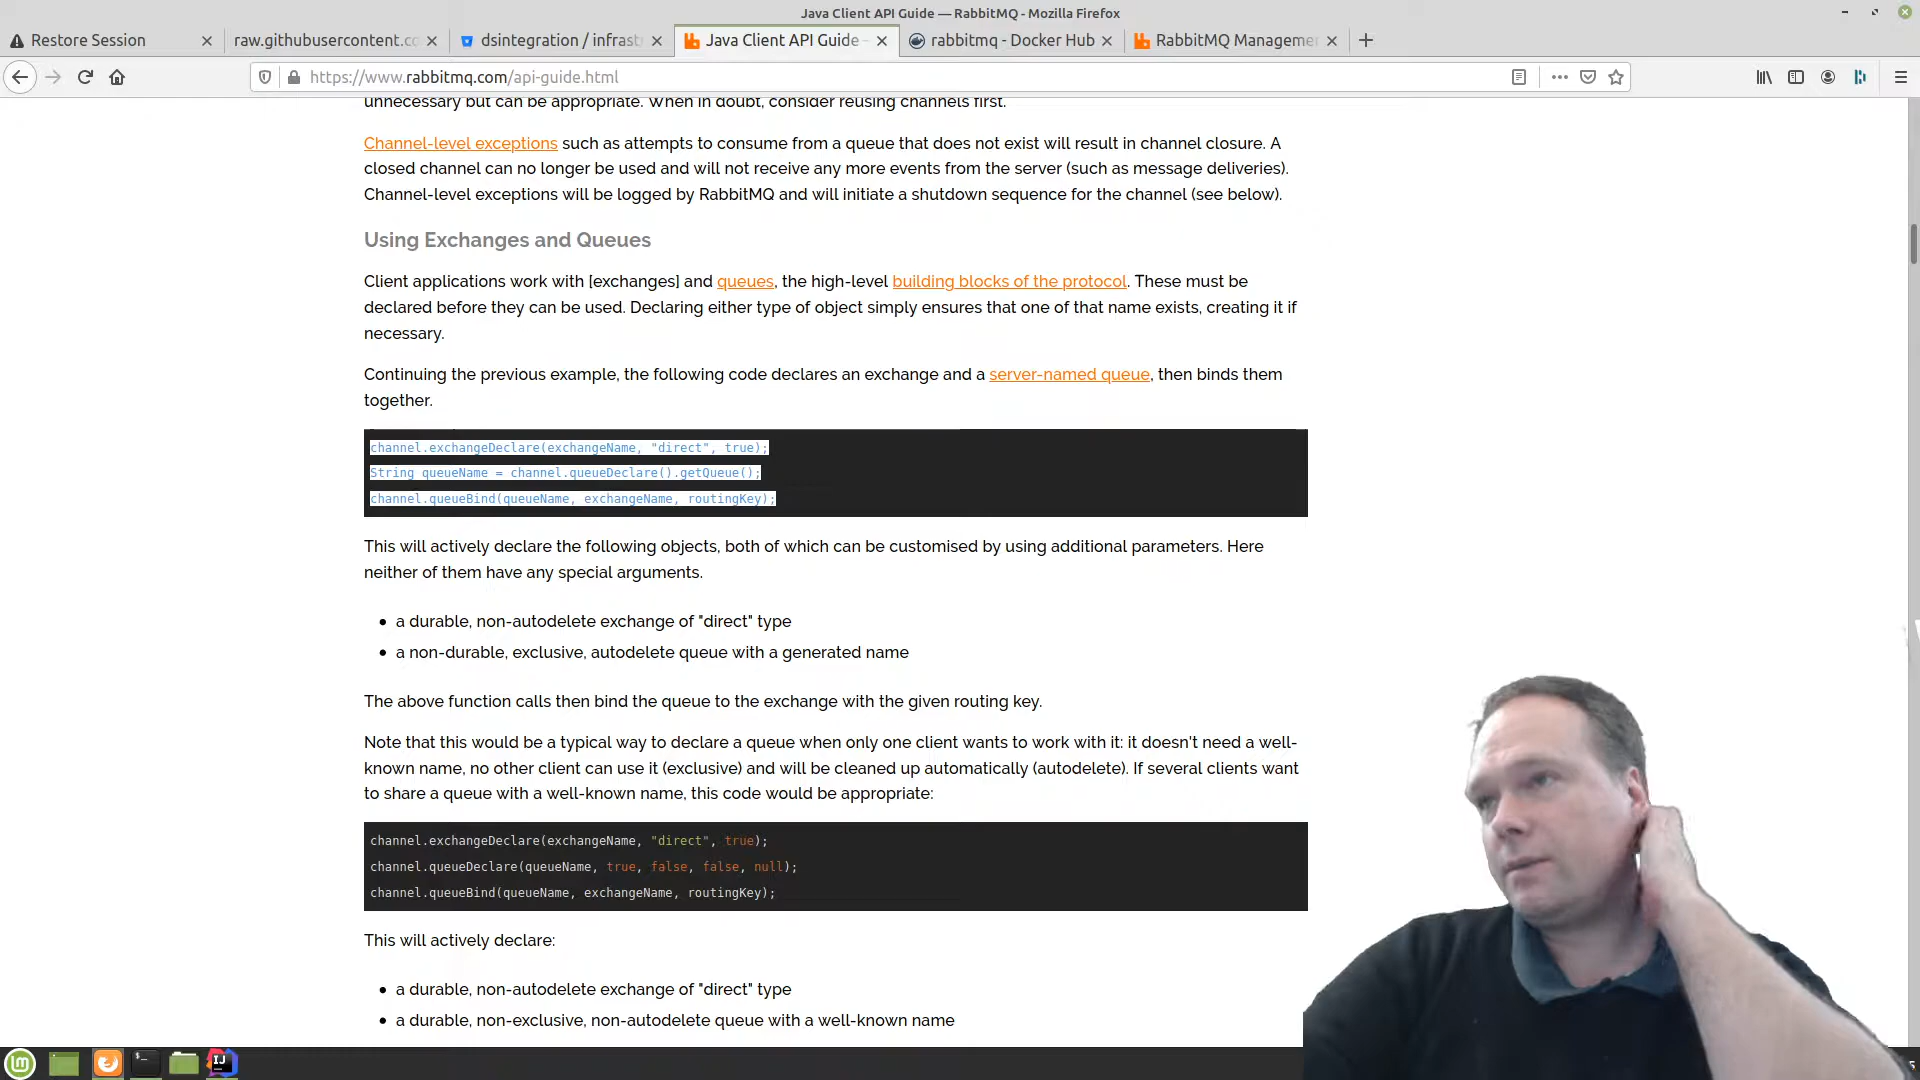 Java Client API Guide — RabbitMQ - Mozilla Firefox
Restore Session
raw.githubusercontent.co
dsintegration / infrast
Java Client API Guide
rabbitmq - Docker Hub
RabbitMQ Manageme
https://www.rabbitmq.com/api-guide.html
unnecessary but can be appropriate. When in doubt, consider reusing channels first.
Channel-level exceptions such as attempts to consume from a queue that does not exist will result in channel closure. A
closed channel can no longer be used and will not receive any more events from the server (such as message deliveries).
Channel-level exceptions will be logged by RabbitMQ and will initiate a shutdown sequence for the channel (see below).
Using Exchanges and Queues
Client applications work with [exchanges] and queues, the high-level building blocks of the protocol. These must be
declared before they can be used. Declaring either type of object simply ensures that one of that name exists, creating it if
necessary.
Continuing the previous example, the following code declares an exchange and a server-named queue, then binds them
together.
channel.exchangeDeclare(exchangeName, "direct", true);
String queueName = channel.queueDeclare().getQueue();
channel.queueBind(queueName, exchangeName, routingKey);
This will actively declare the following objects, both of which can be customised by using additional parameters. Here
neither of them have any special arguments.
• a durable, non-autodelete exchange of "direct" type
• a non-durable, exclusive, autodelete queue with a generated name
The above function calls then bind the queue to the exchange with the given routing key.
Note that this would be a typical way to declare a queue when only one client wants to work with it: it doesn't need a well-
known name, no other client can use it (exclusive) and will be cleaned up automatically (autodelete). If several clients want
to share a queue with a well-known name, this code would be appropriate:
channel.exchangeDeclare(exchangeName, "direct", true);
channel.queueDeclare(queueName, true, false, false, null);
channel.queueBind(queueName, exchangeName, routingKey);
This will actively declare:
• a durable, non-autodelete exchange of "direct" type
• a durable, non-exclusive, non-autodelete queue with a well-known name